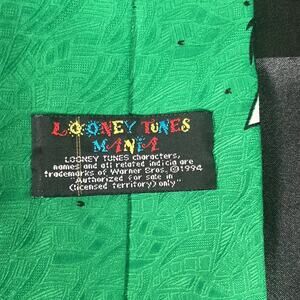 LOONEY TUNES
MANIA
LOONEY TUNES characters,
names and all related indicia are
trademarks of Warner Bros. ©1994
"Authorized for sale in
(licensed territory) only"